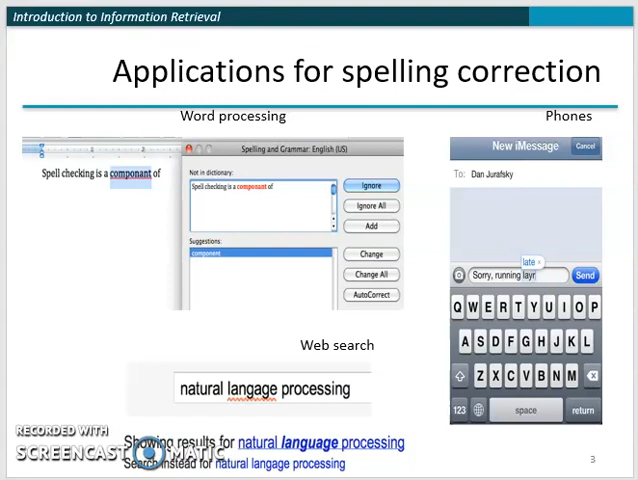 Introduction to Information Retrieval
Applications for spelling correction
Word processing
Phones
Spell checking is a componant of
Spelling and Grammar: English (US)
Not in dictionary:
Spell checking is a componant of
Ignore
Ignore All
Add
Suggestions:
component
Change
Change All
AutoCorrect
New iMessage
Cancel
To: Dan Jurafsky
late ×
Sorry, running layr
Send
Q W E R T Y U I O P
A S D F G H J K L
Z X C V B N M
123
space
return
Web search
natural langage processing
Showing results for natural language processing
Search instead for natural langage processing
RECORDED WITH
SCREENCAST MATIC
3